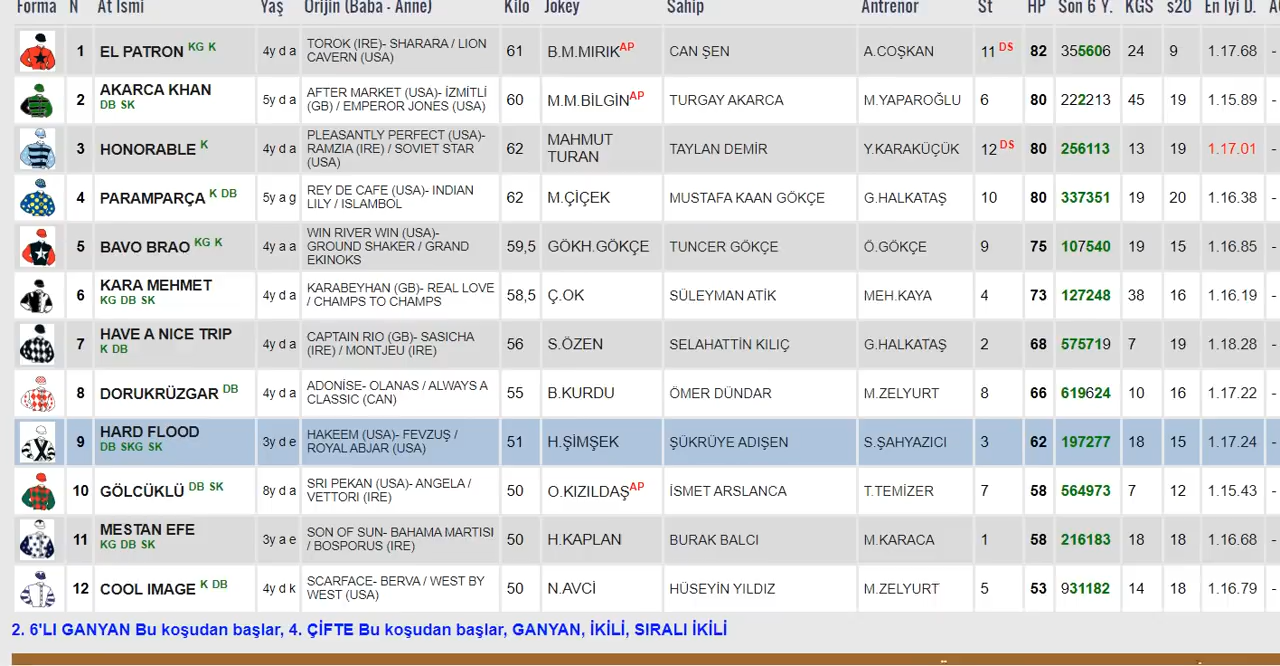 Forma N At İsmi Yaş Orijin (Baba - Anne) Kilo Jokey Sahip Antrenör St HP Son 6 Y. KGS s20 En İyi D.
1 EL PATRON KG K 4y d a TOROK (IRE)- SHARARA / LION CAVERN (USA) 61 B.M.MIRIK AP CAN ŞEN A.COŞKAN 11 DS 82 355606 24 9 1.17.68 -
2 AKARCA KHAN DB SK 5y d a AFTER MARKET (USA)- İZMİTLİ (GB) / EMPEROR JONES (USA) 60 M.M.BİLGİN AP TURGAY AKARCA M.YAPAROĞLU 6 80 222213 45 19 1.15.89 -
3 HONORABLE K 4y d a PLEASANTLY PERFECT (USA)- RAMZIA (IRE) / SOVIET STAR (USA) 62 MAHMUT TURAN TAYLAN DEMİR Y.KARAKÜÇÜK 12 DS 80 256113 13 19 1.17.01 -
4 PARAMPARÇA K DB 5y a g REY DE CAFE (USA)- INDIAN LILY / ISLAMBOL 62 M.ÇİÇEK MUSTAFA KAAN GÖKÇE G.HALKATAŞ 10 80 337351 19 20 1.16.38 -
5 BAVO BRAO KG K 4y a a WIN RIVER WIN (USA)- GROUND SHAKER / GRAND EKINOKS 59,5 GÖKH.GÖKÇE TUNCER GÖKÇE Ö.GÖKÇE 9 75 107540 19 15 1.16.85 -
6 KARA MEHMET KG DB SK 4y d a KARABEYHAN (GB)- REAL LOVE / CHAMPS TO CHAMPS 58,5 Ç.OK SÜLEYMAN ATİK MEH.KAYA 4 73 127248 38 16 1.16.19 -
7 HAVE A NICE TRIP K DB 4y d a CAPTAIN RIO (GB)- SASICHA (IRE) / MONTJEU (IRE) 56 S.ÖZEN SELAHATTİN KILIÇ G.HALKATAŞ 2 68 575719 7 19 1.18.28 -
8 DORUKRÜZGAR DB 4y d a ADONİSE- OLANAS / ALWAYS A CLASSIC (CAN) 55 B.KURDU ÖMER DÜNDAR M.ZELYURT 8 66 619624 10 16 1.17.22 -
9 HARD FLOOD DB SKG SK 3y d e HAKEEM (USA)- FEVZUŞ / ROYAL ABJAR (USA) 51 H.ŞİMŞEK ŞÜKRÜYE ADIŞEN S.ŞAHYAZICI 3 62 197277 18 15 1.17.24 -
10 GÖLCÜKLÜ DB SK 8y d a SRI PEKAN (USA)- ANGELA / VETTORI (IRE) 50 O.KIZILDAŞ AP İSMET ARSLANCA T.TEMİZER 7 58 564973 7 12 1.15.43 -
11 MESTAN EFE KG DB SK 3y a e SON OF SUN- BAHAMA MARTISI / BOSPORUS (IRE) 50 H.KAPLAN BURAK BALCI M.KARACA 1 58 216183 18 18 1.16.68 -
12 COOL IMAGE K DB 4y d k SCARFACE- BERVA / WEST BY WEST (USA) 50 N.AVCİ HÜSEYİN YILDIZ M.ZELYURT 5 53 931182 14 18 1.16.79 -
2. 6'LI GANYAN Bu koşudan başlar, 4. ÇİFTE Bu koşudan başlar, GANYAN, İKİLİ, SIRALI İKİLİ